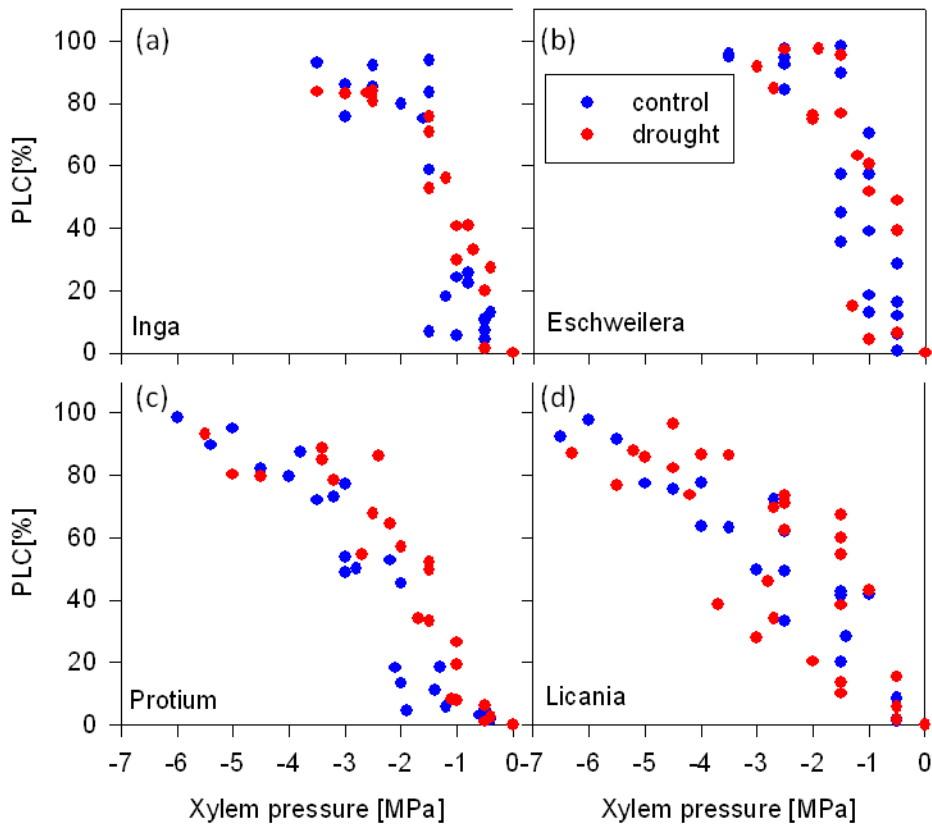 (a)
(b)
100
80
60
40
20
0
PLC[%]
control
drought
Inga
Eschweilera
(c)
(d)
100
80
60
40
20
0
PLC[%]
Protium
Licania
-7 -6 -5 -4 -3 -2 -1 0
-7 -6 -5 -4 -3 -2 -1 0
Xylem pressure [MPa]
Xylem pressure [MPa]